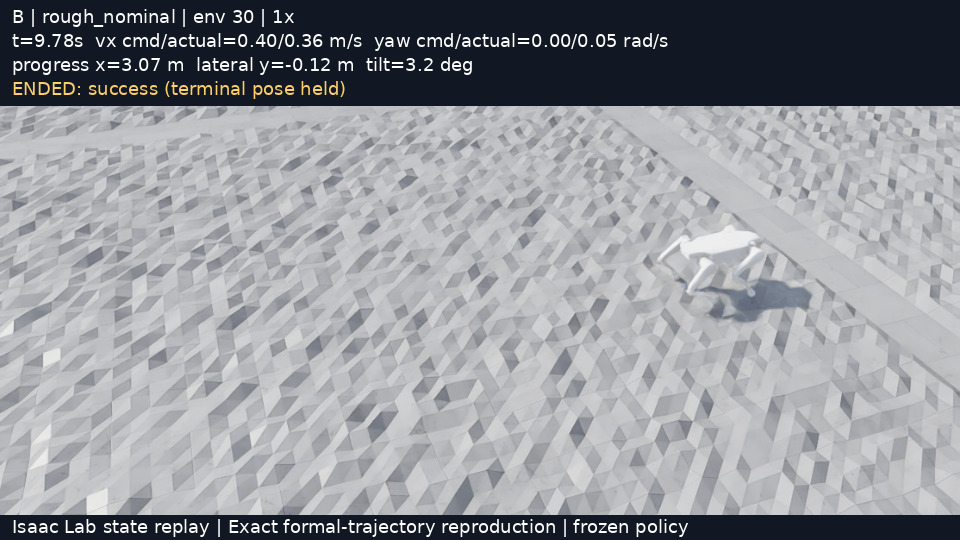 B | rough_nominal | env 30 | 1x
t=9.78s  vx cmd/actual=0.40/0.36 m/s  yaw cmd/actual=0.00/0.05 rad/s
progress x=3.07 m  lateral y=-0.12 m  tilt=3.2 deg
ENDED: success (terminal pose held)
Isaac Lab state replay | Exact formal-trajectory reproduction | frozen policy